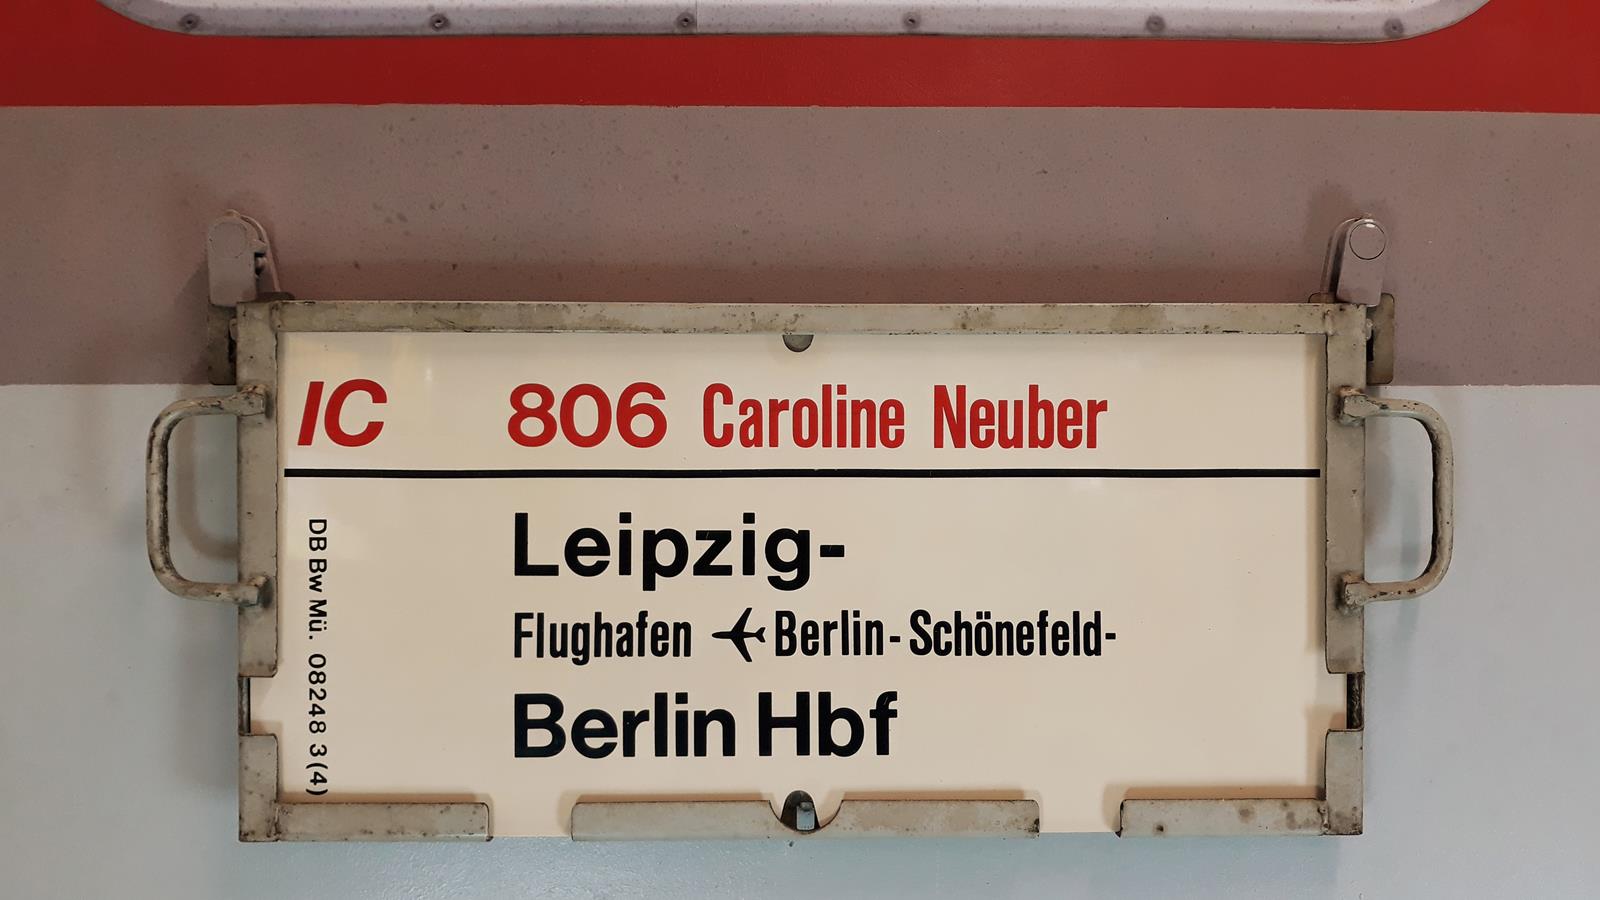 IC 806 Caroline Neuber
Leipzig-
Flughafen Berlin-Schönefeld-
Berlin Hbf
DB Bw Mü. 08248 3(4)